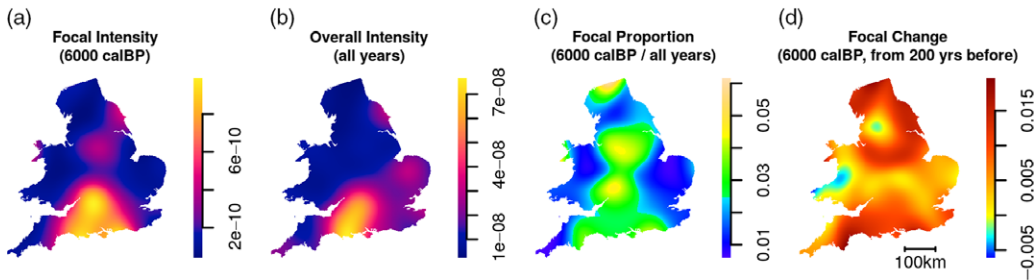 (a)
Focal Intensity
(6000 calBP)
2e−10
6e−10
(b)
Overall Intensity
(all years)
1e−08
4e−08
7e−08
(c)
Focal Proportion
(6000 calBP / all years)
0.01
0.03
0.05
(d)
Focal Change
(6000 calBP, from 200 yrs before)
−0.005
0.005
0.015
100km